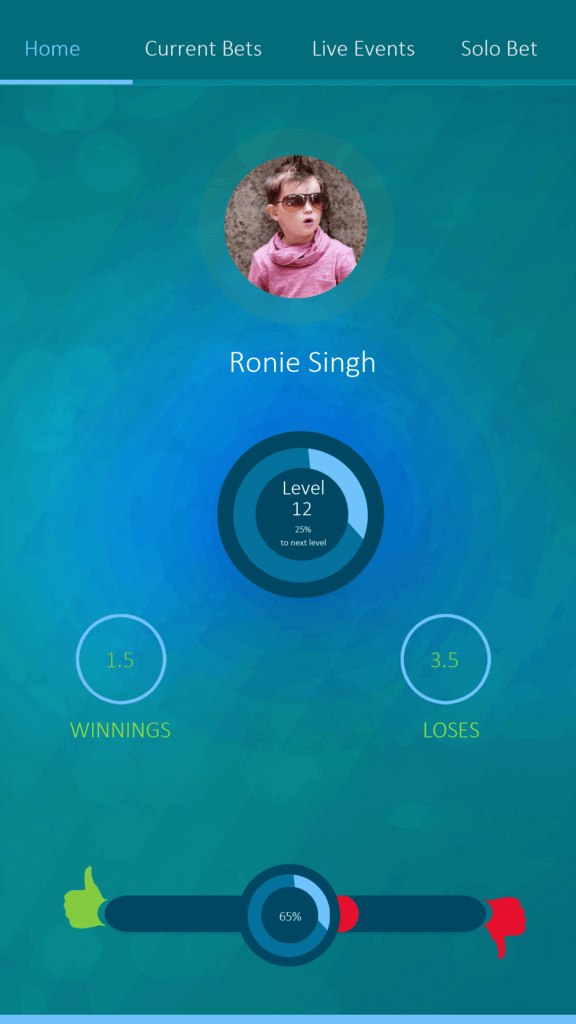 Home Current Bets Live Events Solo Bet
Ronie Singh
Level
12
25%
to next level
1.5 3.5
WINNINGS LOSES
65%